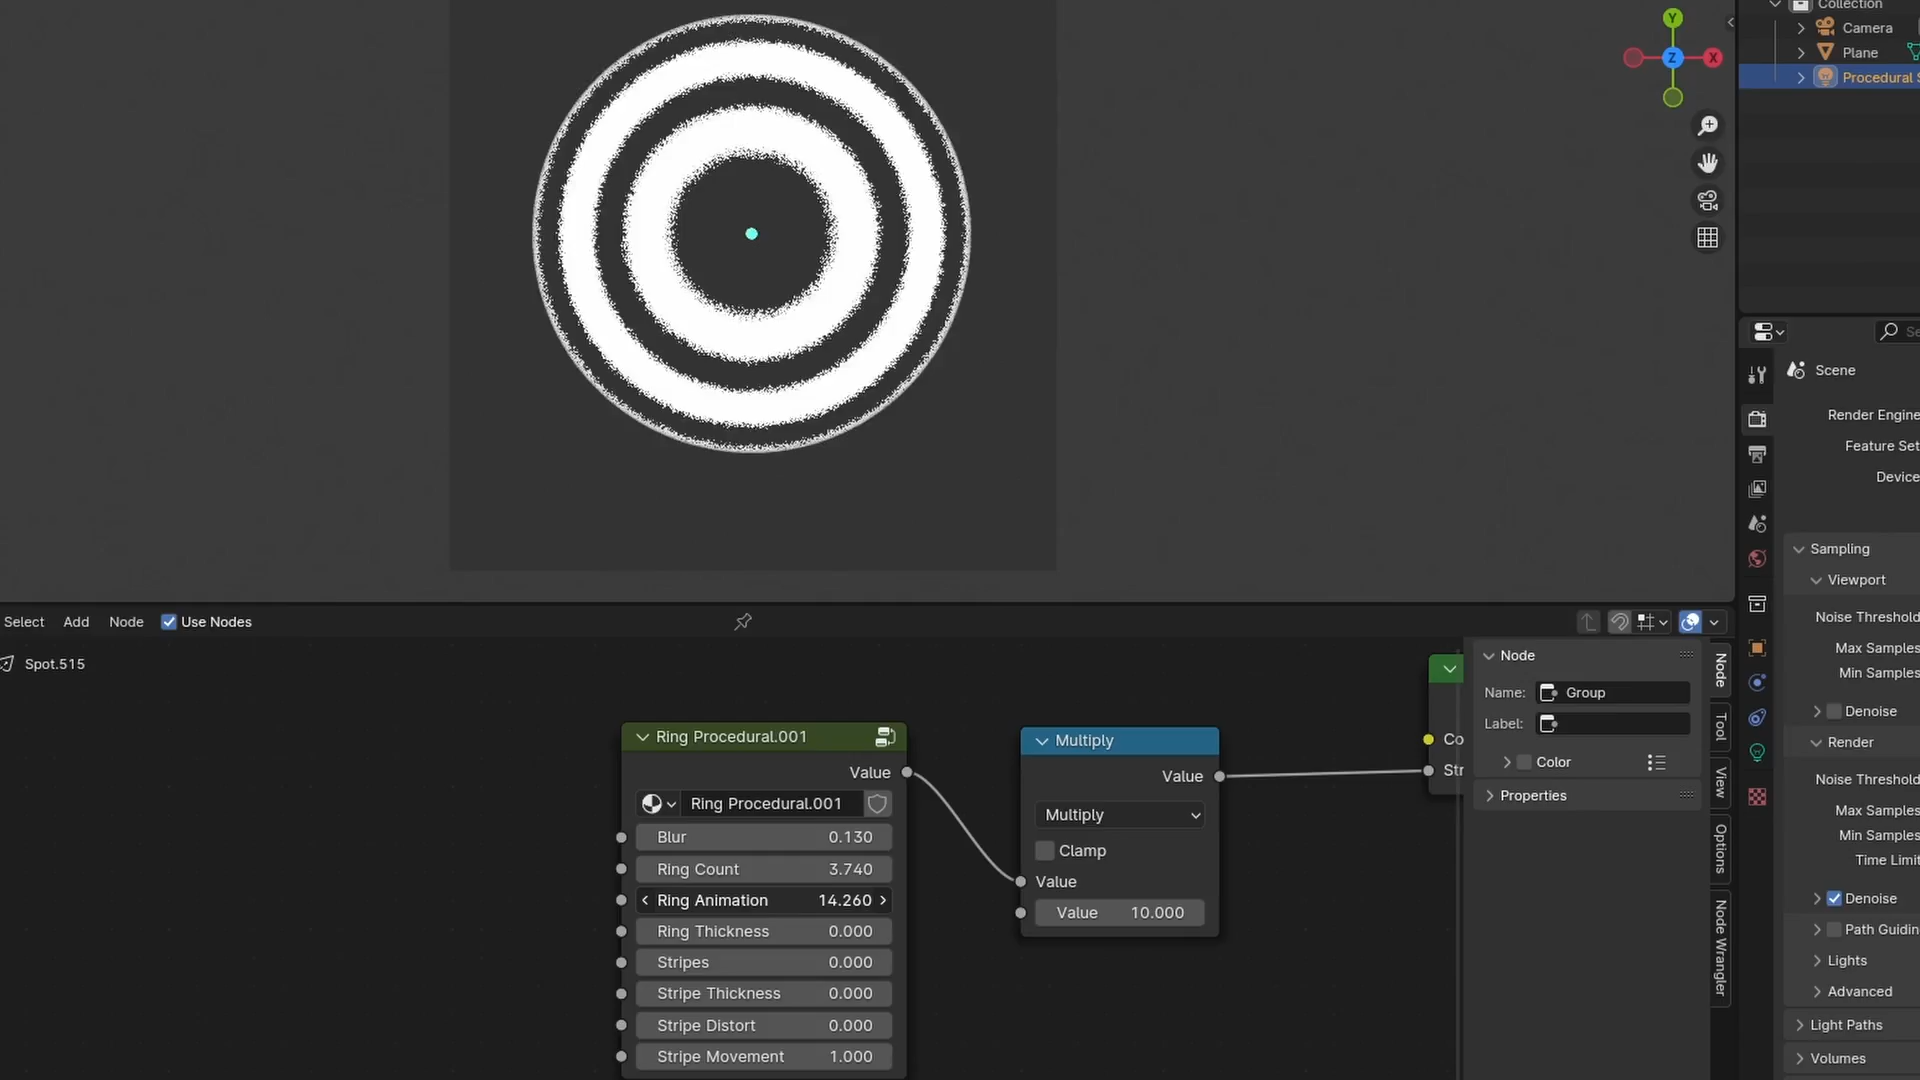 Collection
Camera
Plane
Procedural S
Y
Z
X
Scene
Render Engine
Feature Set
Device
Sampling
Viewport
Noise Threshold
Max Samples
Min Samples
Denoise
Render
Noise Threshold
Max Samples
Min Samples
Time Limit
Denoise
Path Guidin
Lights
Advanced
Light Paths
Volumes
Select Add Node Use Nodes
Spot.515
Ring Procedural.001
Value
Ring Procedural.001
Blur 0.130
Ring Count 3.740
Ring Animation 14.260
Ring Thickness 0.000
Stripes 0.000
Stripe Thickness 0.000
Stripe Distort 0.000
Stripe Movement 1.000
Multiply
Value
Multiply
Clamp
Value
Value 10.000
Co
Str
Node
Name: Group
Label:
Color
Properties
Node
Tool
View
Options
Node Wrangler